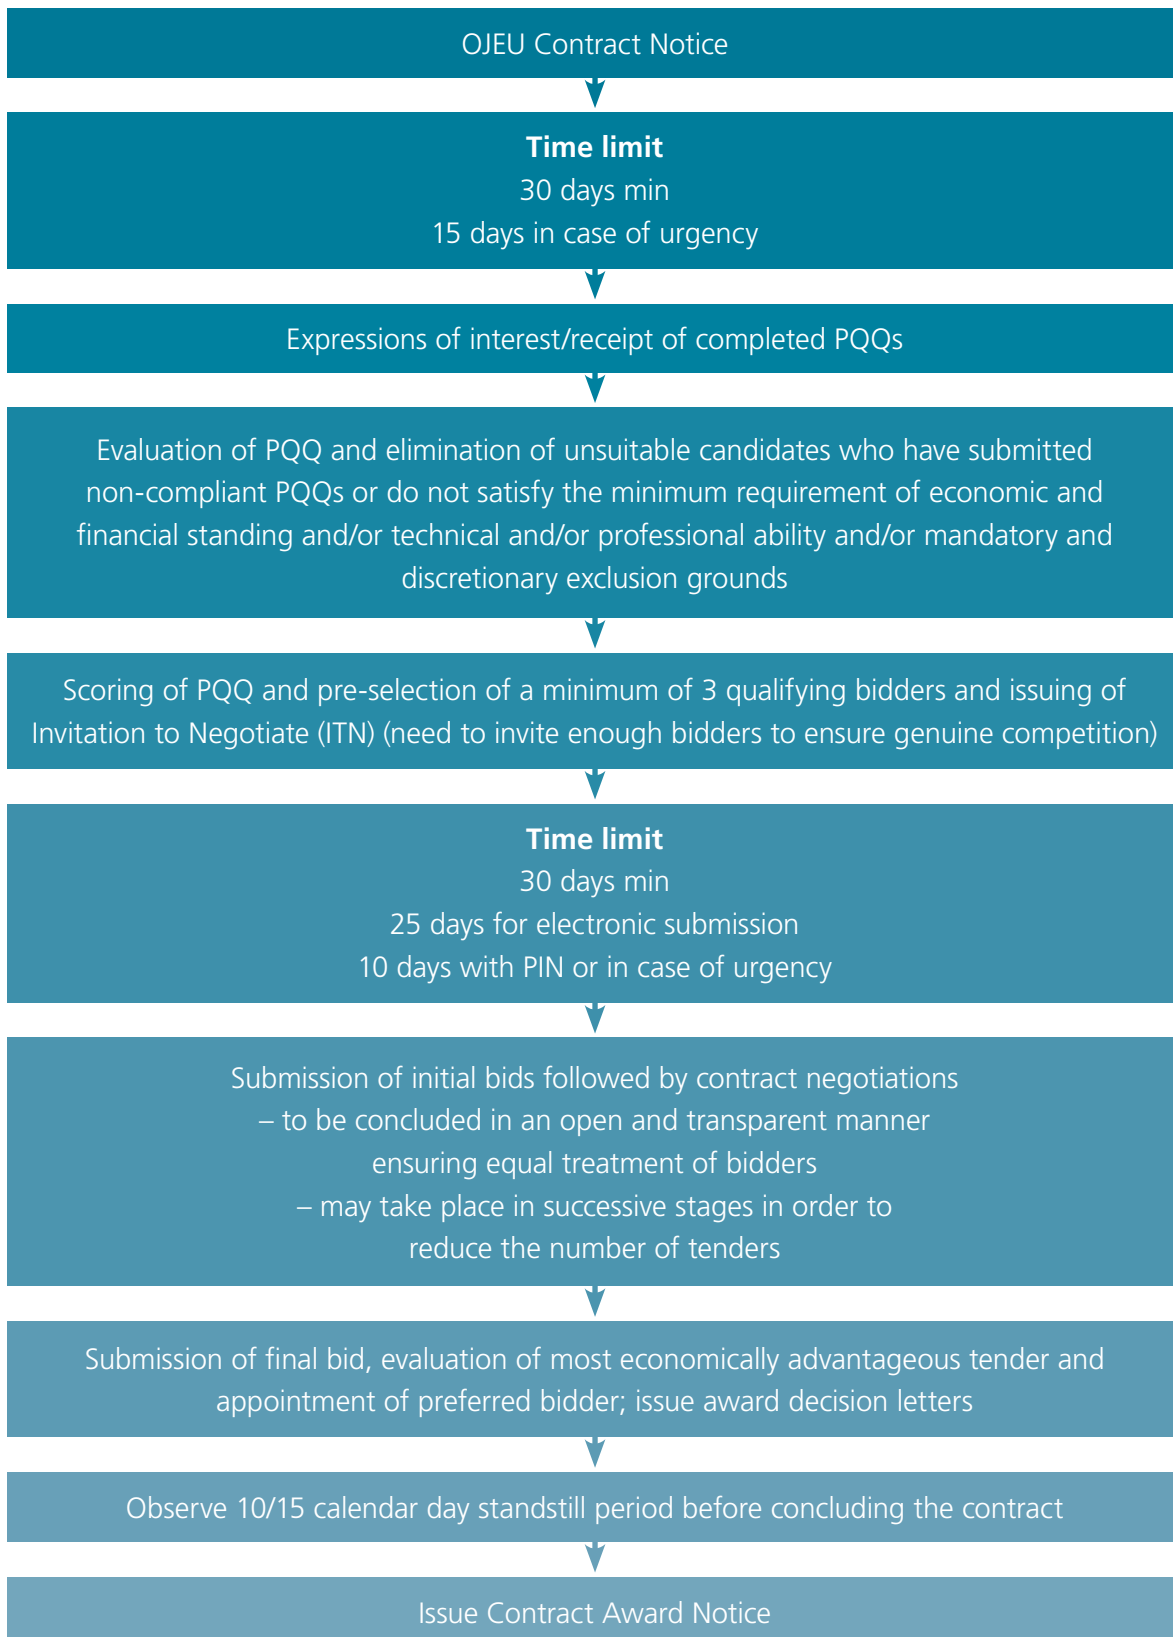 OJEU Contract Notice
Time limit
30 days min
15 days in case of urgency
Expressions of interest/receipt of completed PQQs
Evaluation of PQQ and elimination of unsuitable candidates who have submitted
non-compliant PQQs or do not satisfy the minimum requirement of economic and
financial standing and/or technical and/or professional ability and/or mandatory and
discretionary exclusion grounds
Scoring of PQQ and pre-selection of a minimum of 3 qualifying bidders and issuing of
Invitation to Negotiate (ITN) (need to invite enough bidders to ensure genuine competition)
Time limit
30 days min
25 days for electronic submission
10 days with PIN or in case of urgency
Submission of initial bids followed by contract negotiations
– to be concluded in an open and transparent manner
ensuring equal treatment of bidders
– may take place in successive stages in order to
reduce the number of tenders
Submission of final bid, evaluation of most economically advantageous tender and
appointment of preferred bidder; issue award decision letters
Observe 10/15 calendar day standstill period before concluding the contract
Issue Contract Award Notice